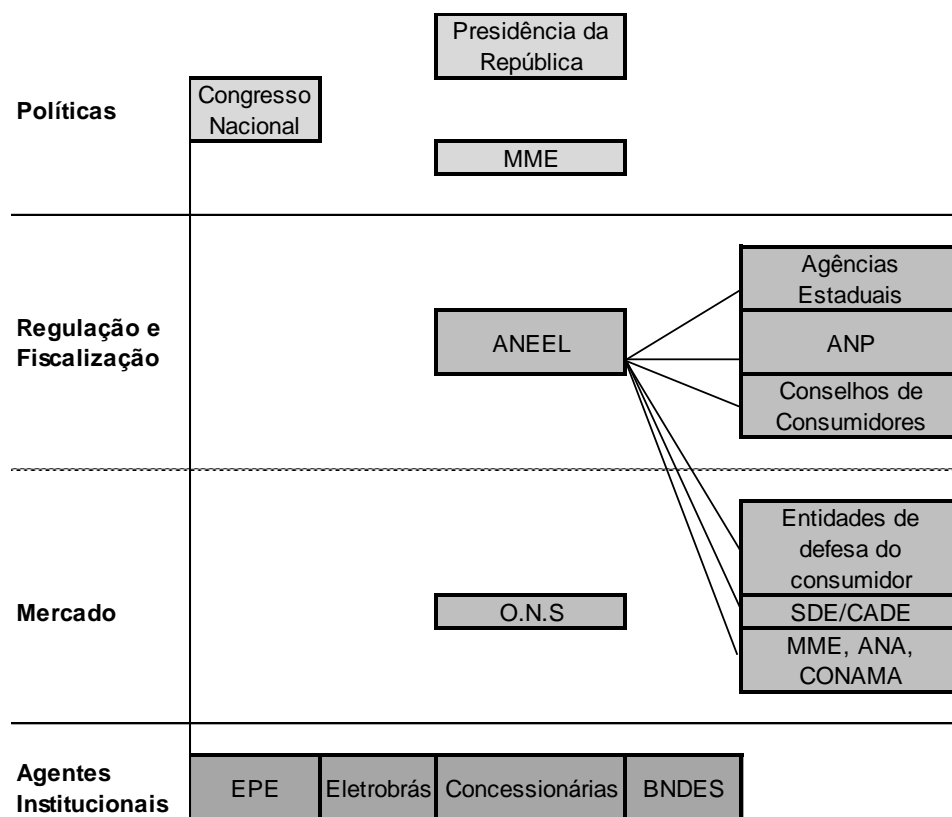 Presidência da
República
Políticas
Congresso
Nacional
MME
Regulação e
Fiscalização
ANEEL
Agências
Estaduais
ANP
Conselhos de
Consumidores
Mercado
O.N.S
Entidades de
defesa do
consumidor
SDE/CADE
MME, ANA,
CONAMA
Agentes
Institucionais
EPE
Eletrobrás
Concessionárias
BNDES